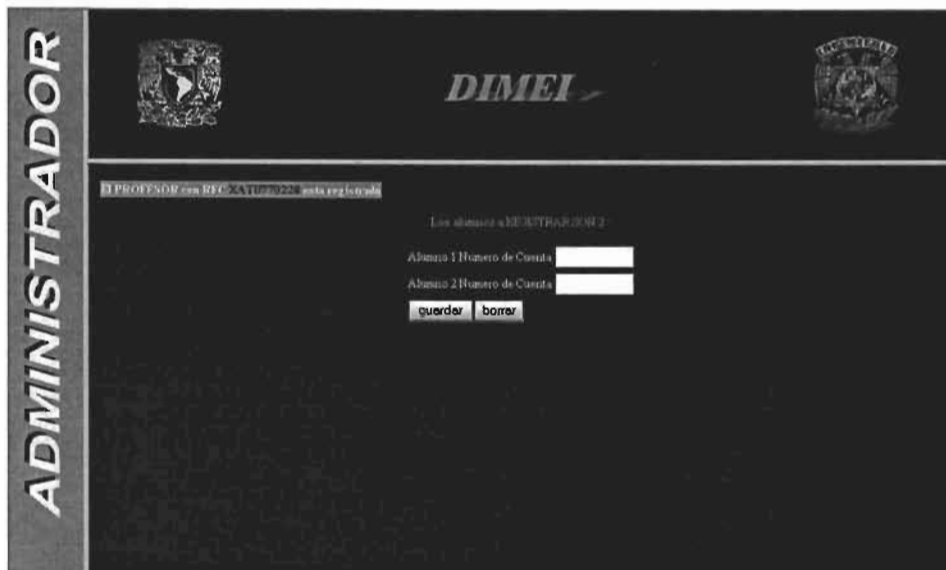 ADMINISTRADOR
DIMEI
El PROFESOR con RFC esta registrado
Los alumnos a REGISTRAR SON 2
Alumno 1 Numero de Cuenta
Alumno 2 Numero de Cuenta
guardar borrar